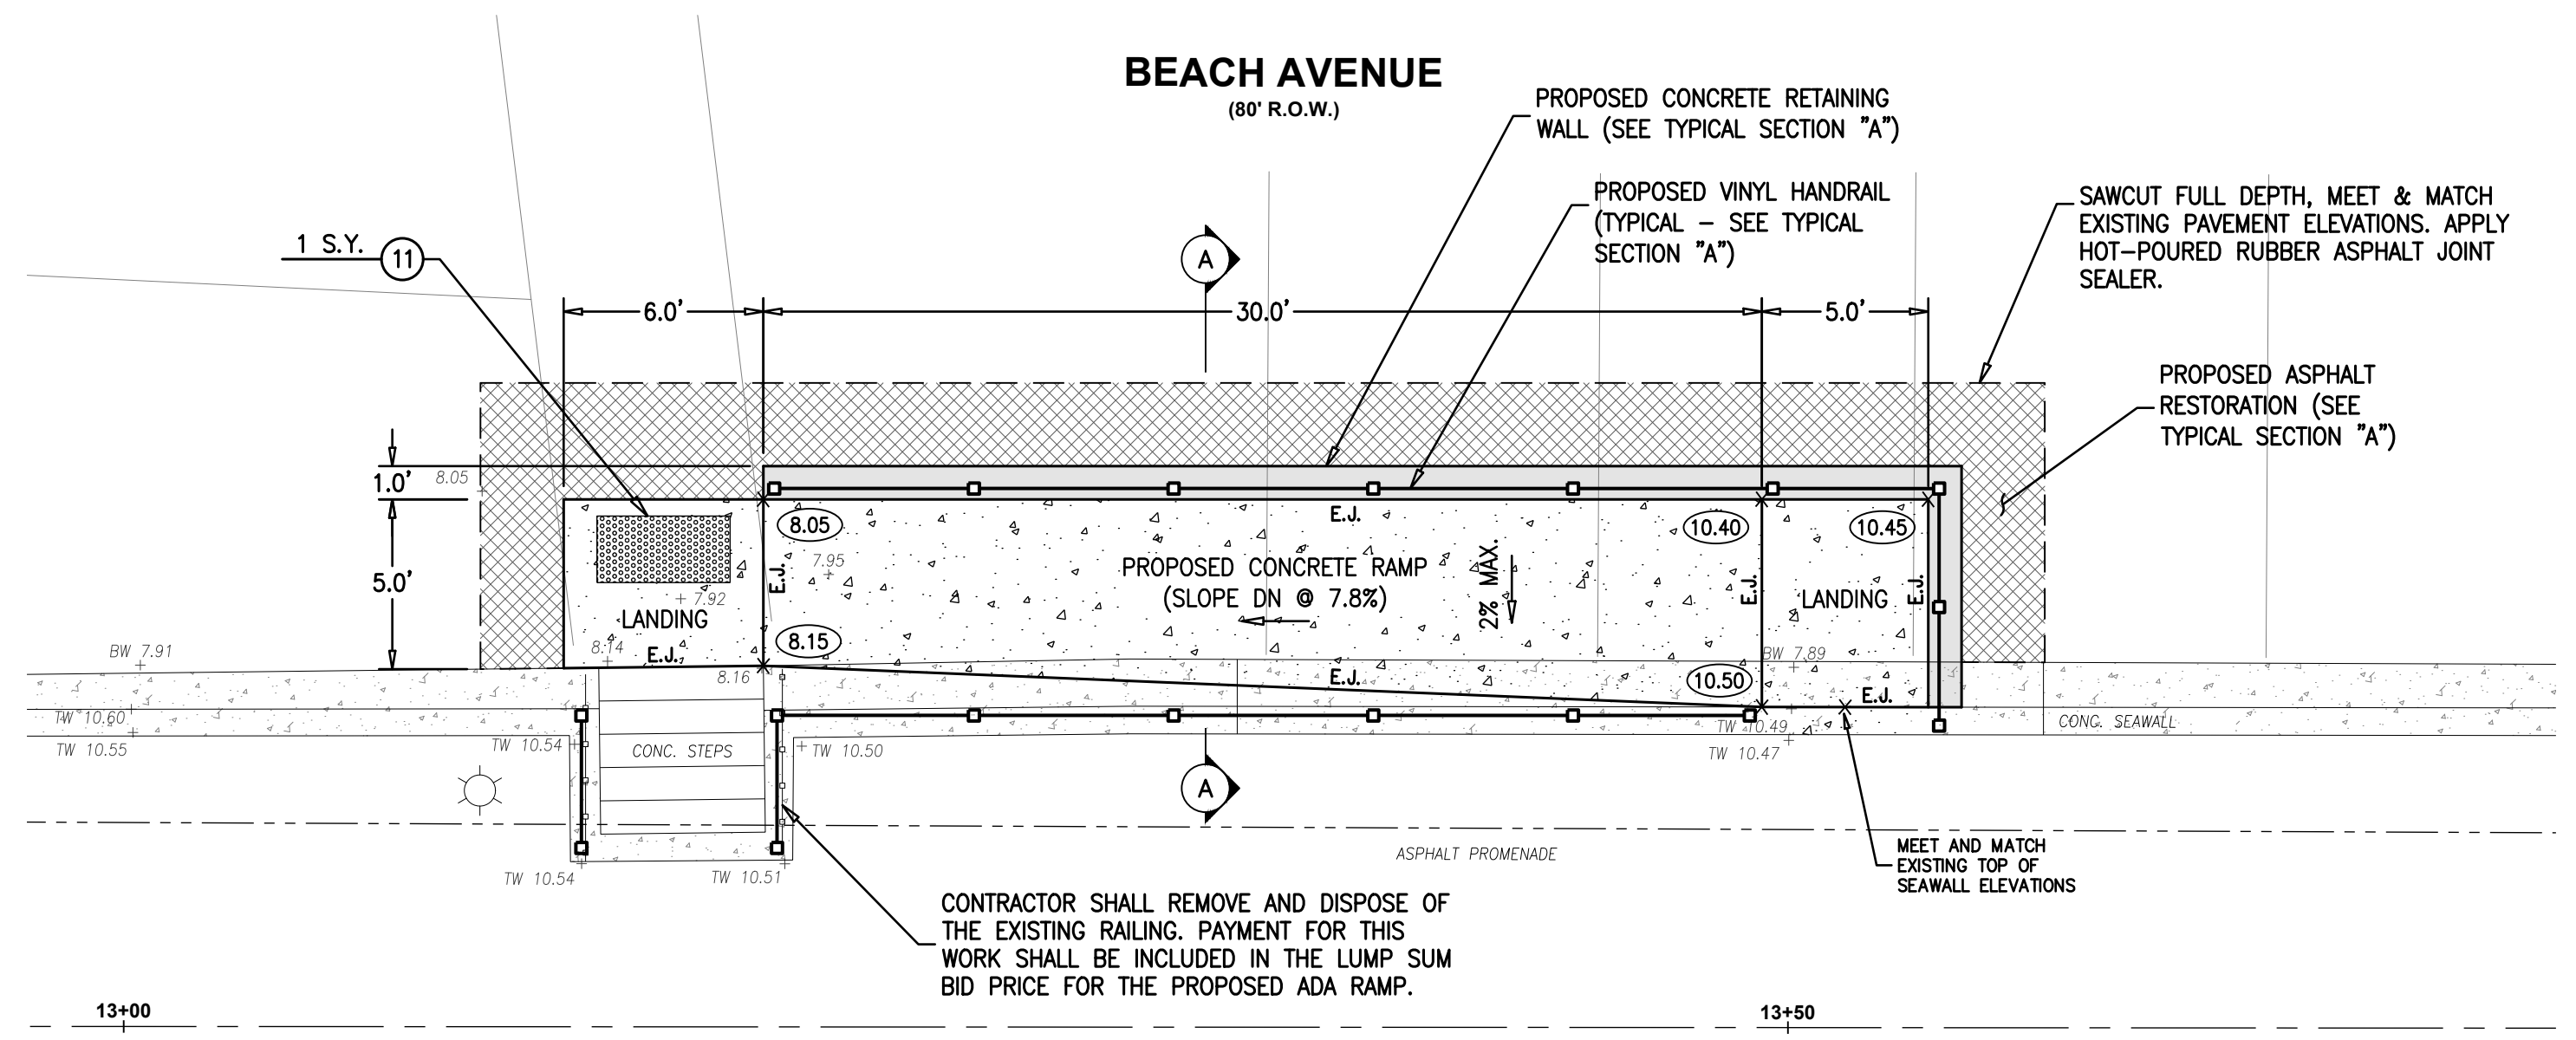 BEACH AVENUE
(80' R.O.W.)
PROPOSED CONCRETE RETAINING
WALL (SEE TYPICAL SECTION "A")
PROPOSED VINYL HANDRAIL
(TYPICAL – SEE TYPICAL
SECTION "A")
SAWCUT FULL DEPTH, MEET & MATCH
EXISTING PAVEMENT ELEVATIONS. APPLY
HOT–POURED RUBBER ASPHALT JOINT
SEALER.
1 S.Y.
11
A
6.0'
30.0'
5.0'
PROPOSED ASPHALT
RESTORATION (SEE
TYPICAL SECTION "A")
1.0'
8.05
5.0'
8.05
E.J.
10.40
10.45
7.95
E.J.
PROPOSED CONCRETE RAMP
(SLOPE DN @ 7.8%)
2% MAX.
E.J.
LANDING
E.J.
7.92
LANDING
8.15
8.14
E.J.
8.16
BW 7.91
BW 7.89
E.J.
10.50
E.J.
TW 10.60
TW 10.55
TW 10.54
CONC. STEPS
TW 10.50
TW 10.49
TW 10.47
CONC. SEAWALL
A
TW 10.54
TW 10.51
ASPHALT PROMENADE
MEET AND MATCH
EXISTING TOP OF
SEAWALL ELEVATIONS
CONTRACTOR SHALL REMOVE AND DISPOSE OF
THE EXISTING RAILING. PAYMENT FOR THIS
WORK SHALL BE INCLUDED IN THE LUMP SUM
BID PRICE FOR THE PROPOSED ADA RAMP.
13+00
13+50